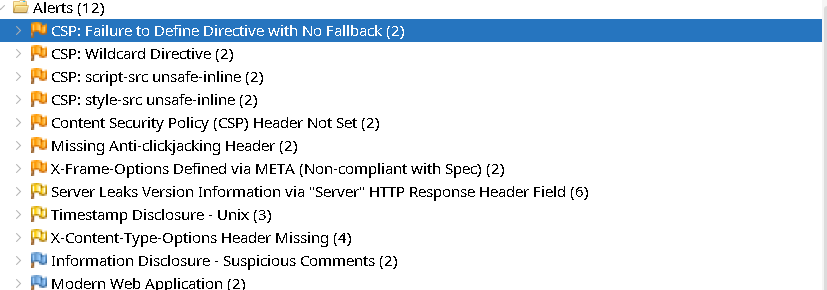 Alerts (12)
CSP: Failure to Define Directive with No Fallback (2)
CSP: Wildcard Directive (2)
CSP: script-src unsafe-inline (2)
CSP: style-src unsafe-inline (2)
Content Security Policy (CSP) Header Not Set (2)
Missing Anti-clickjacking Header (2)
X-Frame-Options Defined via META (Non-compliant with Spec) (2)
Server Leaks Version Information via "Server" HTTP Response Header Field (6)
Timestamp Disclosure - Unix (3)
X-Content-Type-Options Header Missing (4)
Information Disclosure - Suspicious Comments (2)
Modern Web Application (2)